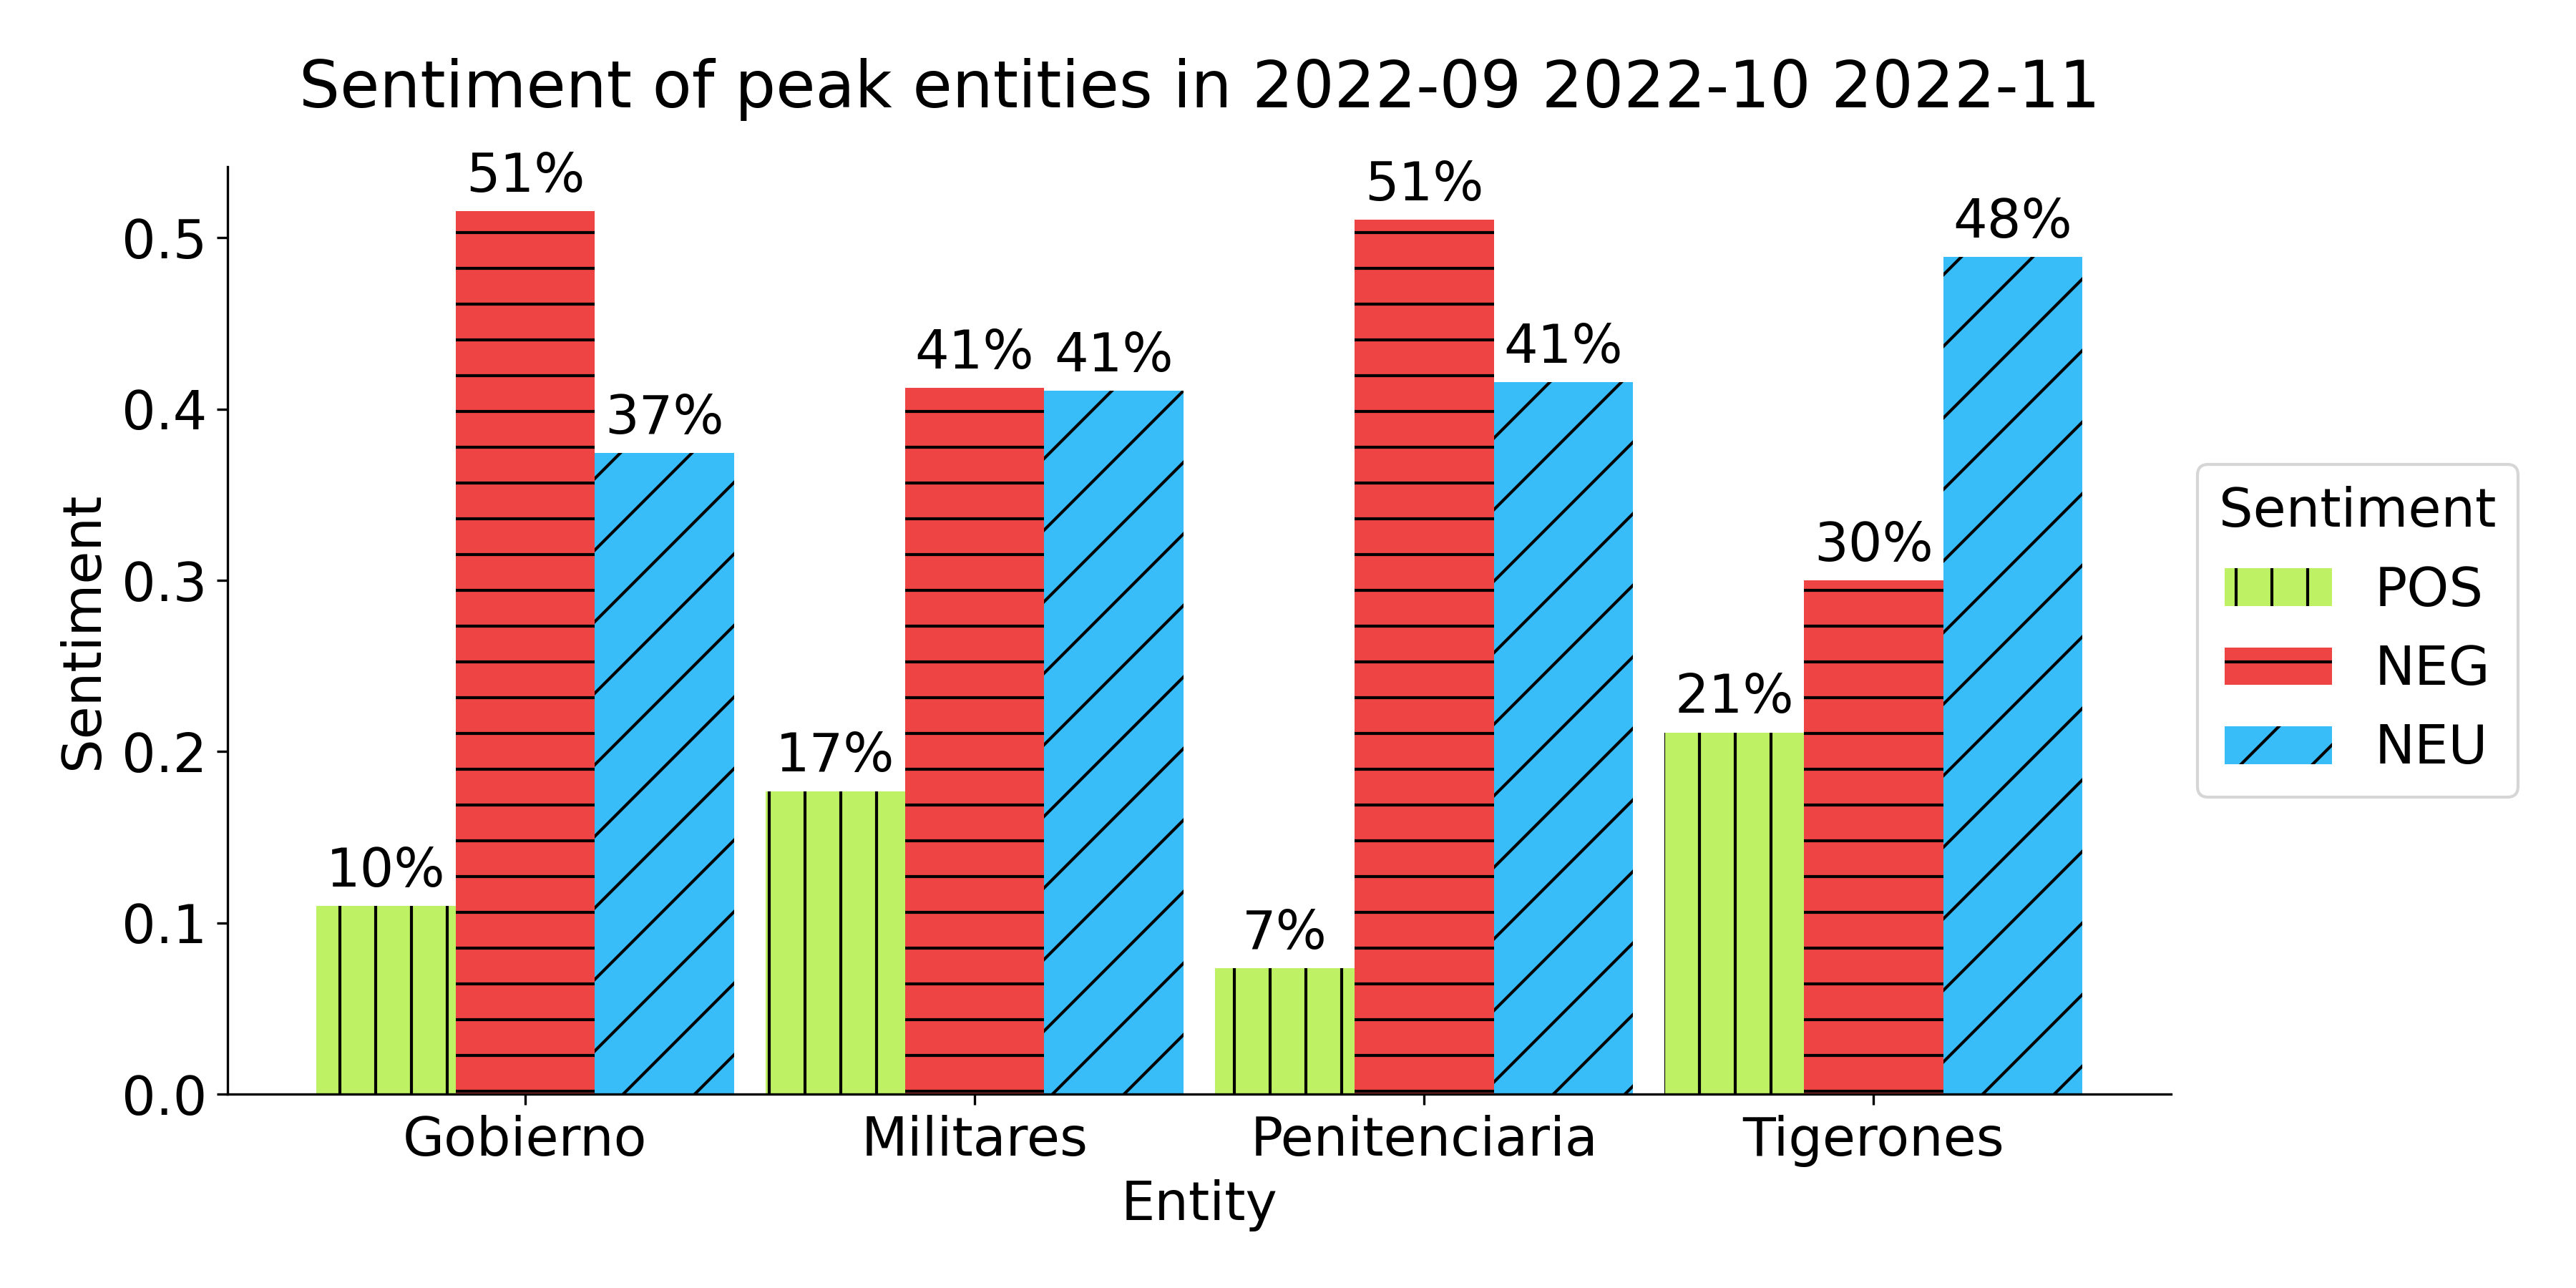 Sentiment of peak entities in 2022-09 2022-10 2022-11
51%
51%
0.5
48%
41%
41%
41%
0.4
37%
Sentiment
0.3
30%
POS
21%
NEG
Sentiment
0.2
17%
NEU
10%
0.1
7%
0.0
Gobierno
Militares
Penitenciaria
Tigerones
Entity